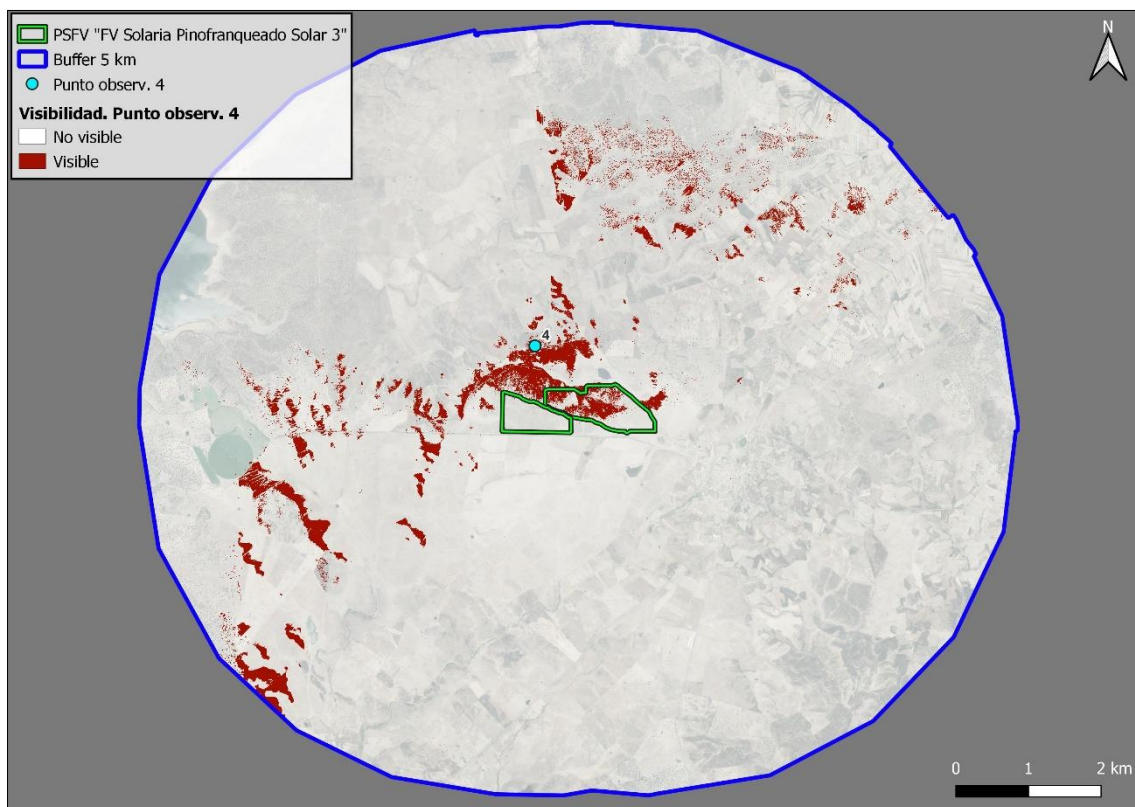 PSFV "FV Solaria Pinofranqueado Solar 3"
Buffer 5 km
Punto observ. 4
Visibilidad. Punto observ. 4
No visible
Visible
N
4
0 1 2 km